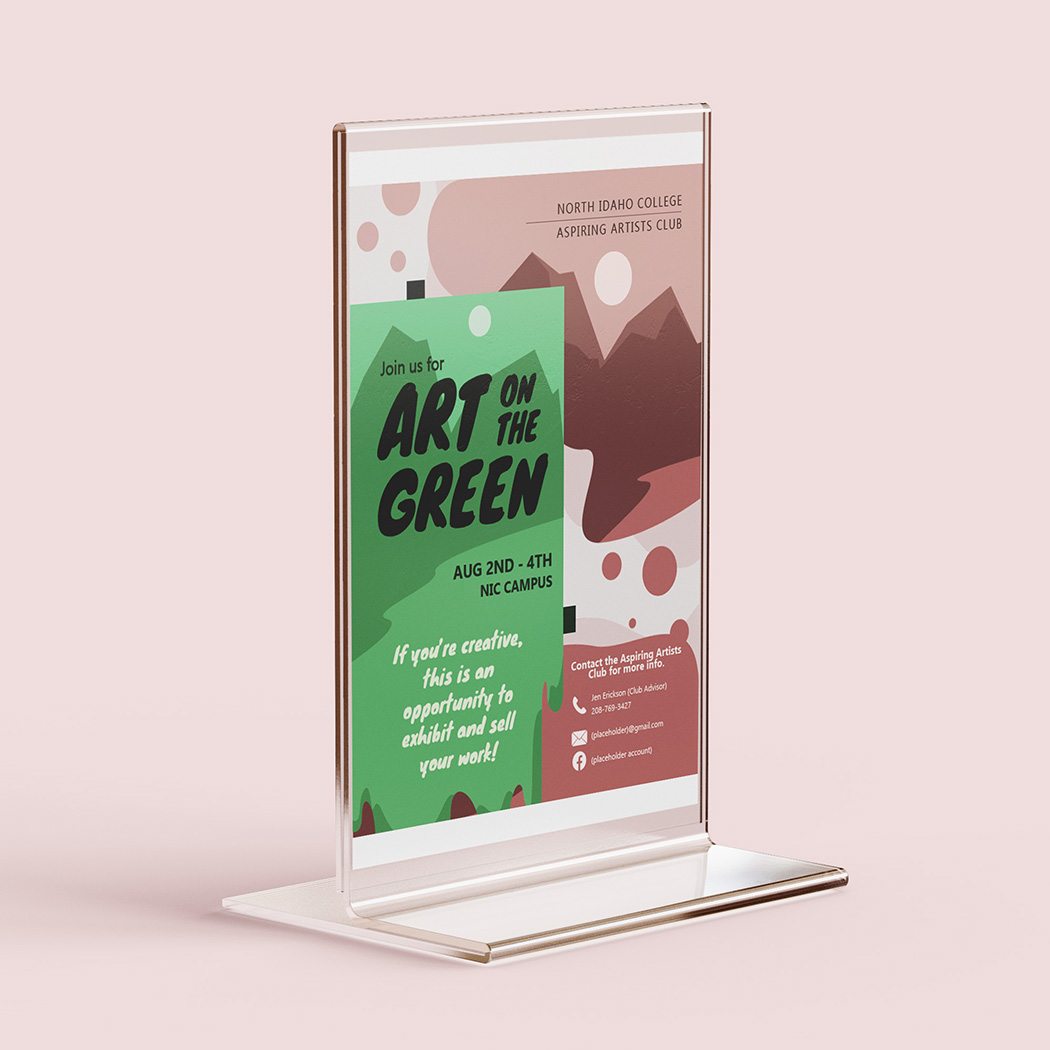 NORTH IDAHO COLLEGE
ASPIRING ARTISTS CLUB
Join us for
ART ON
THE
GREEN
AUG 2ND - 4TH
NIC CAMPUS
If you're creative,
this is an
opportunity to
exhibit and sell
your work!
Contact the Aspiring Artists
Club for more info.
Jen Erickson (Club Advisor)
208-769-3427
(placeholder)@gmail.com
(placeholder account)